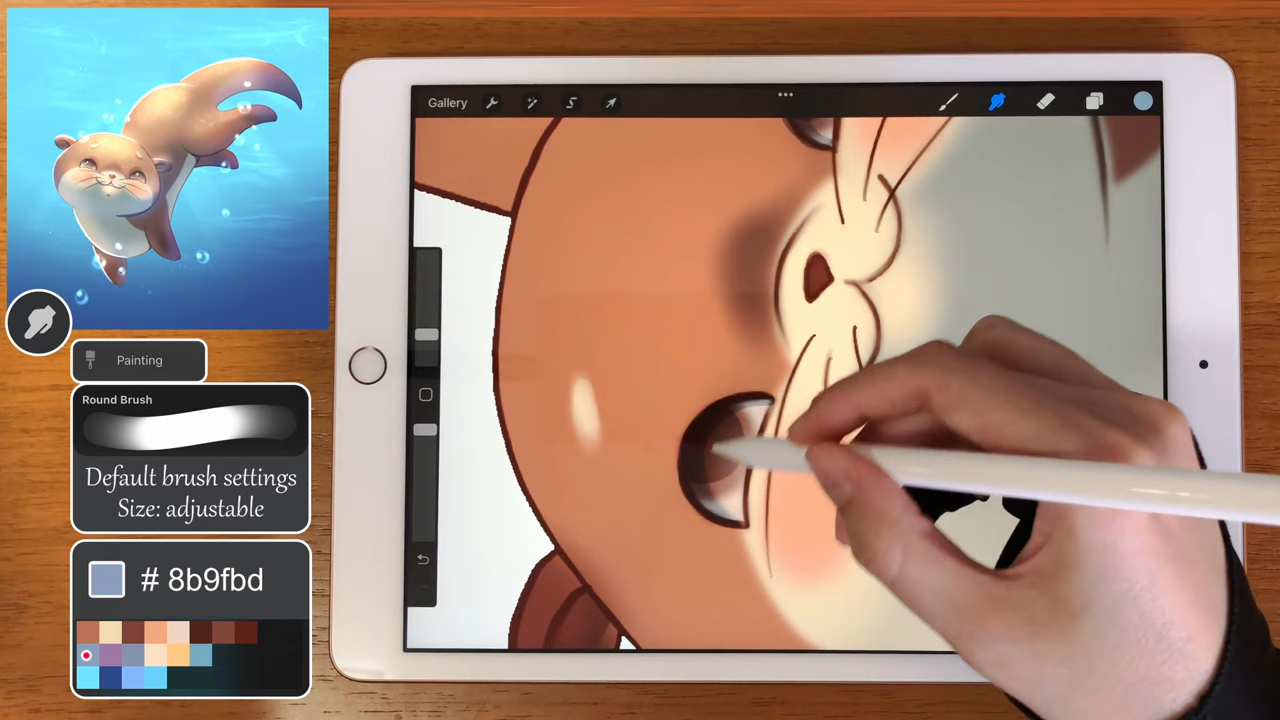 Gallery
Painting
Round Brush
Default brush settings
Size: adjustable
# 8b9fbd